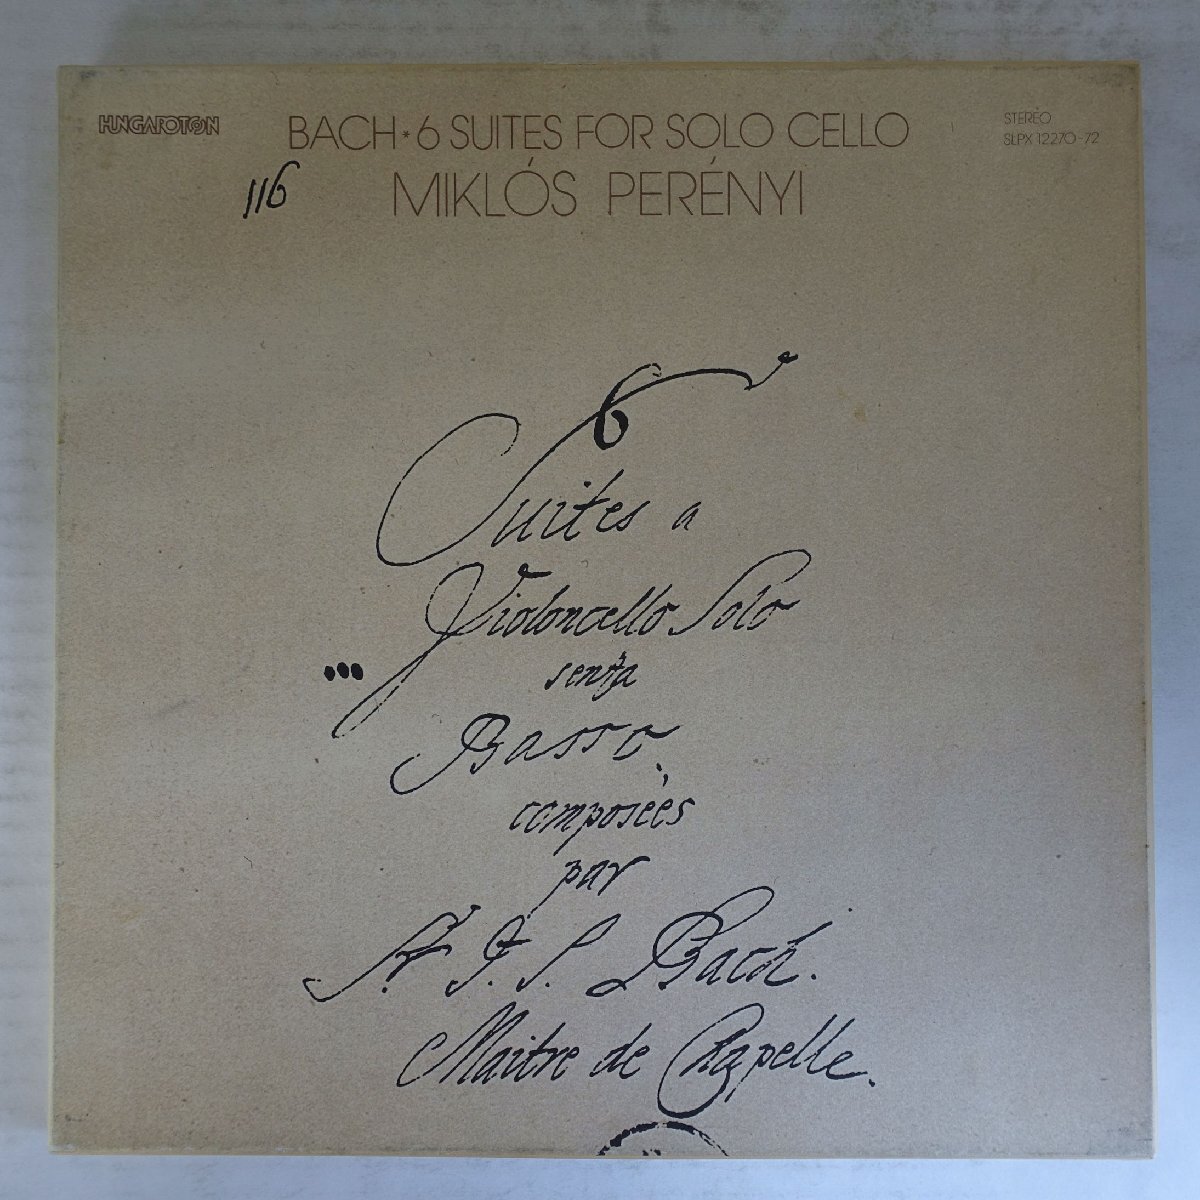 HUNGAROTON
BACH * 6 SUITES FOR SOLO CELLO
STEREO
SLPX 12270-72
116
MIKLÓS PERÉNYI
6
Suites a
Violoncello Solo
senza
Basso.
composées
par
Sr. J. S. Bach.
Maitre de Chapelle.